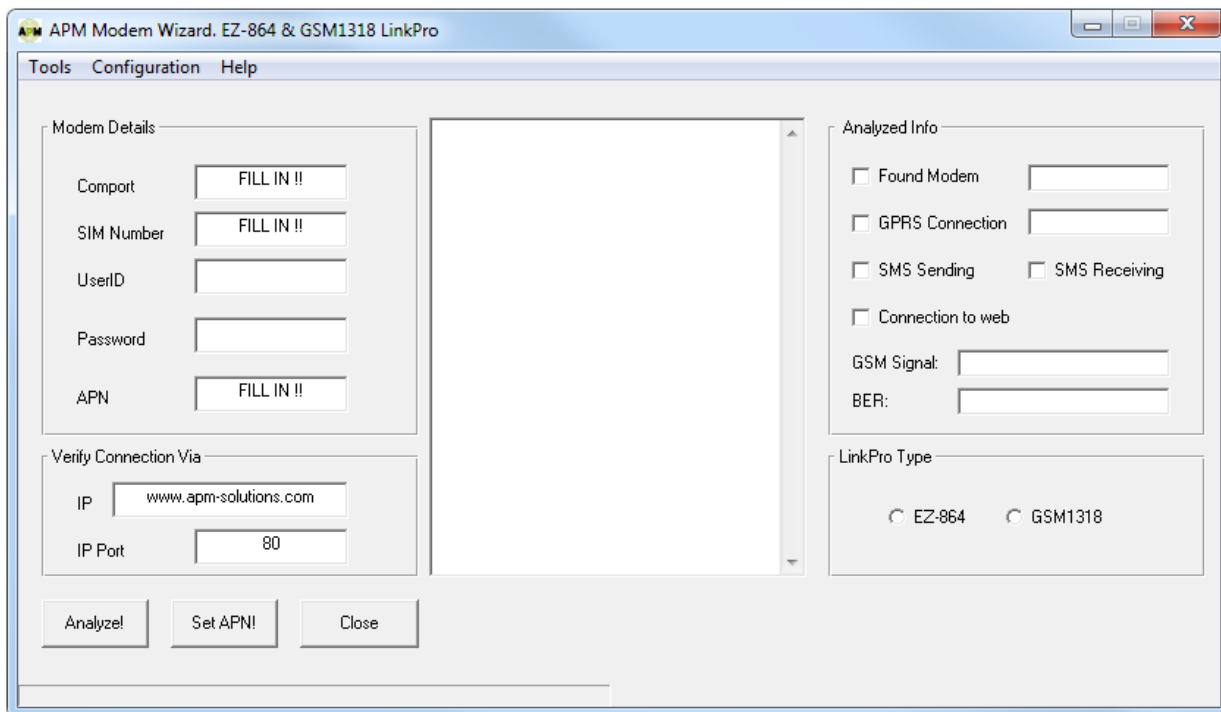 APM APM Modem Wizard. EZ-864 & GSM1318 LinkPro
Tools Configuration Help
Modem Details
Comport FILL IN !!
SIM Number FILL IN !!
UserID
Password
APN FILL IN !!
Verify Connection Via
IP www.apm-solutions.com
IP Port 80
Analyze! Set APN! Close
Analyzed Info
Found Modem
GPRS Connection
SMS Sending SMS Receiving
Connection to web
GSM Signal:
BER:
LinkPro Type
EZ-864 GSM1318